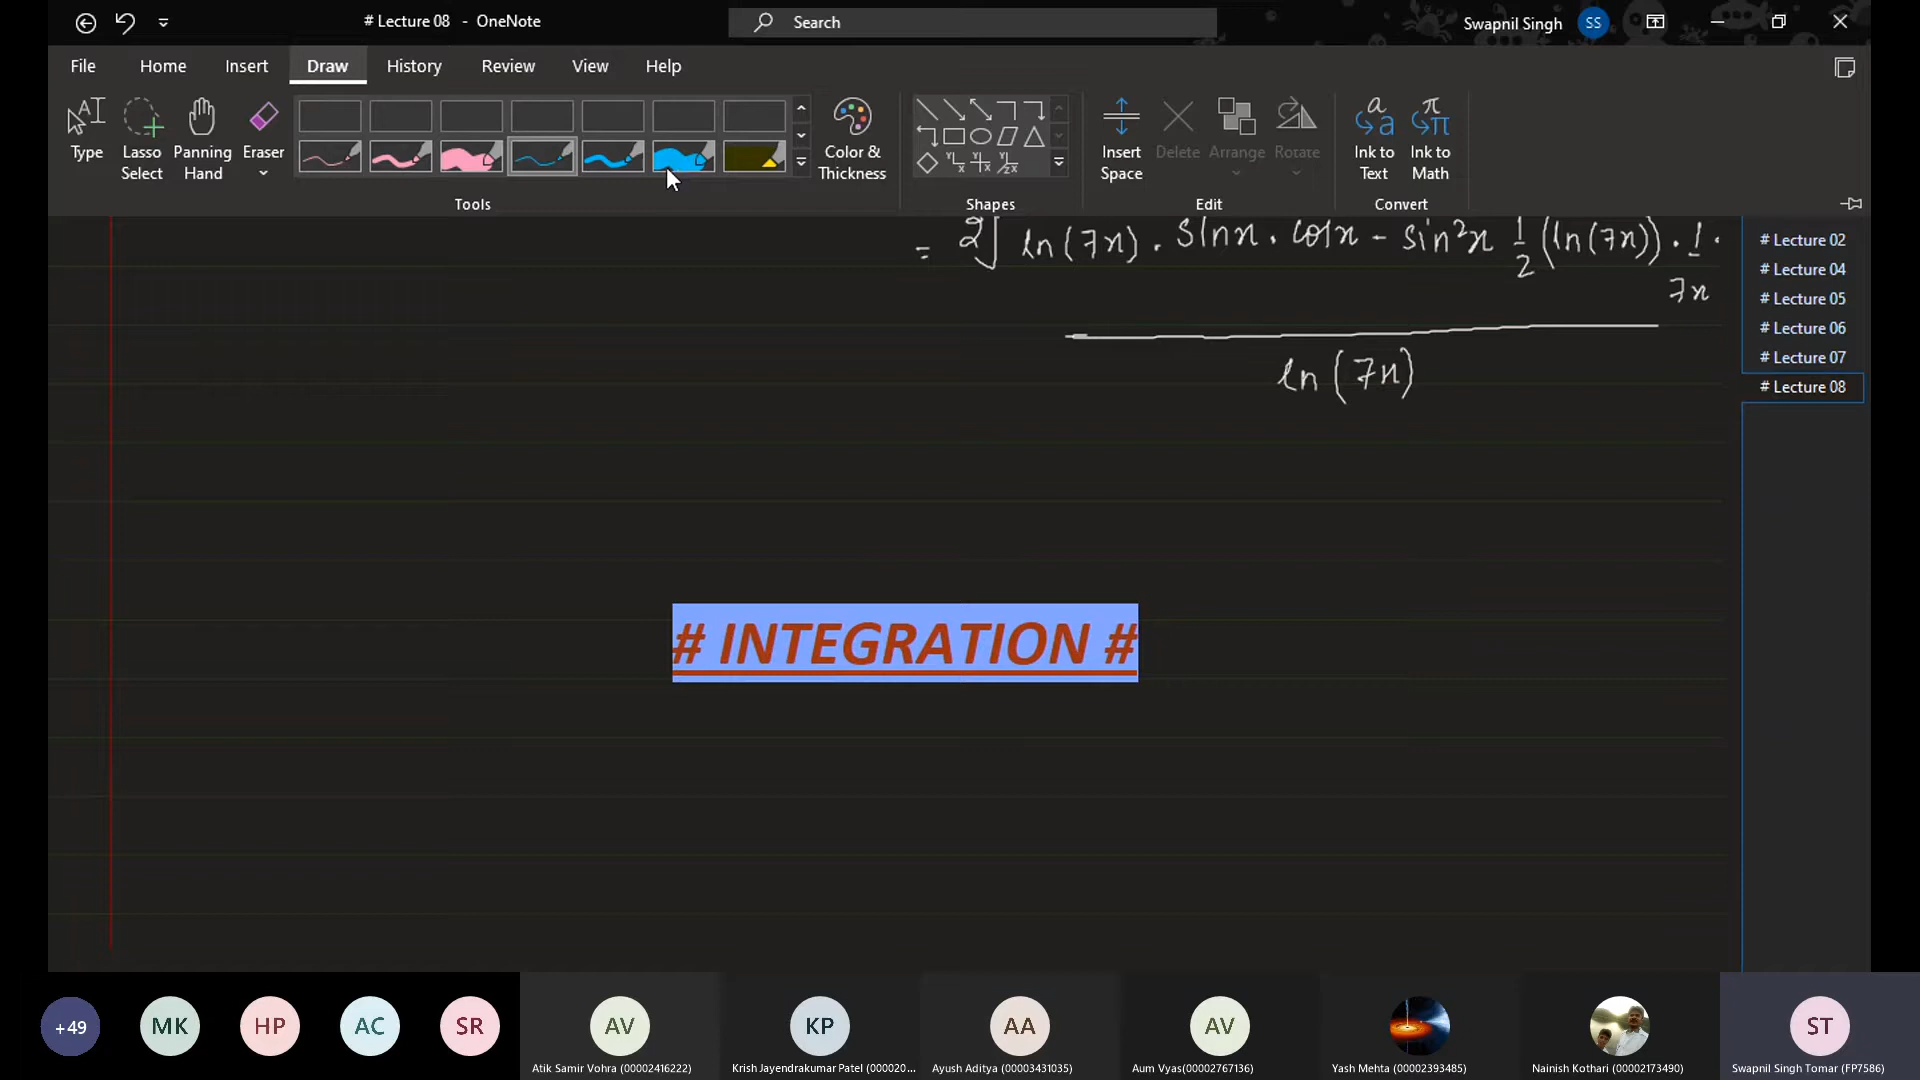 # Lecture 08 - OneNote
Search
Swapnil Singh
SS
File Home Insert Draw History Review View Help
Type
Lasso Select
Panning Hand
Eraser
Color & Thickness
Insert Space
Delete
Arrange
Rotate
Ink to Text
Ink to Math
Tools
Shapes
Edit
Convert
= 2∫ ln(7x) . sinx . cosx - sin²x 1/2 (ln(7x)) . 1/7x .
ln(7x)
# INTEGRATION #
# Lecture 02
# Lecture 04
# Lecture 05
# Lecture 06
# Lecture 07
# Lecture 08
+49 MK HP AC SR AV KP AA AV ST
Atik Samir Vohra (00002416222)
Krish Jayendrakumar Patel (000020...
Ayush Aditya (00003431035)
Aum Vyas(00002767136)
Yash Mehta (00002393485)
Nainish Kothari (00002173490)
Swapnil Singh Tomar (FP7586)